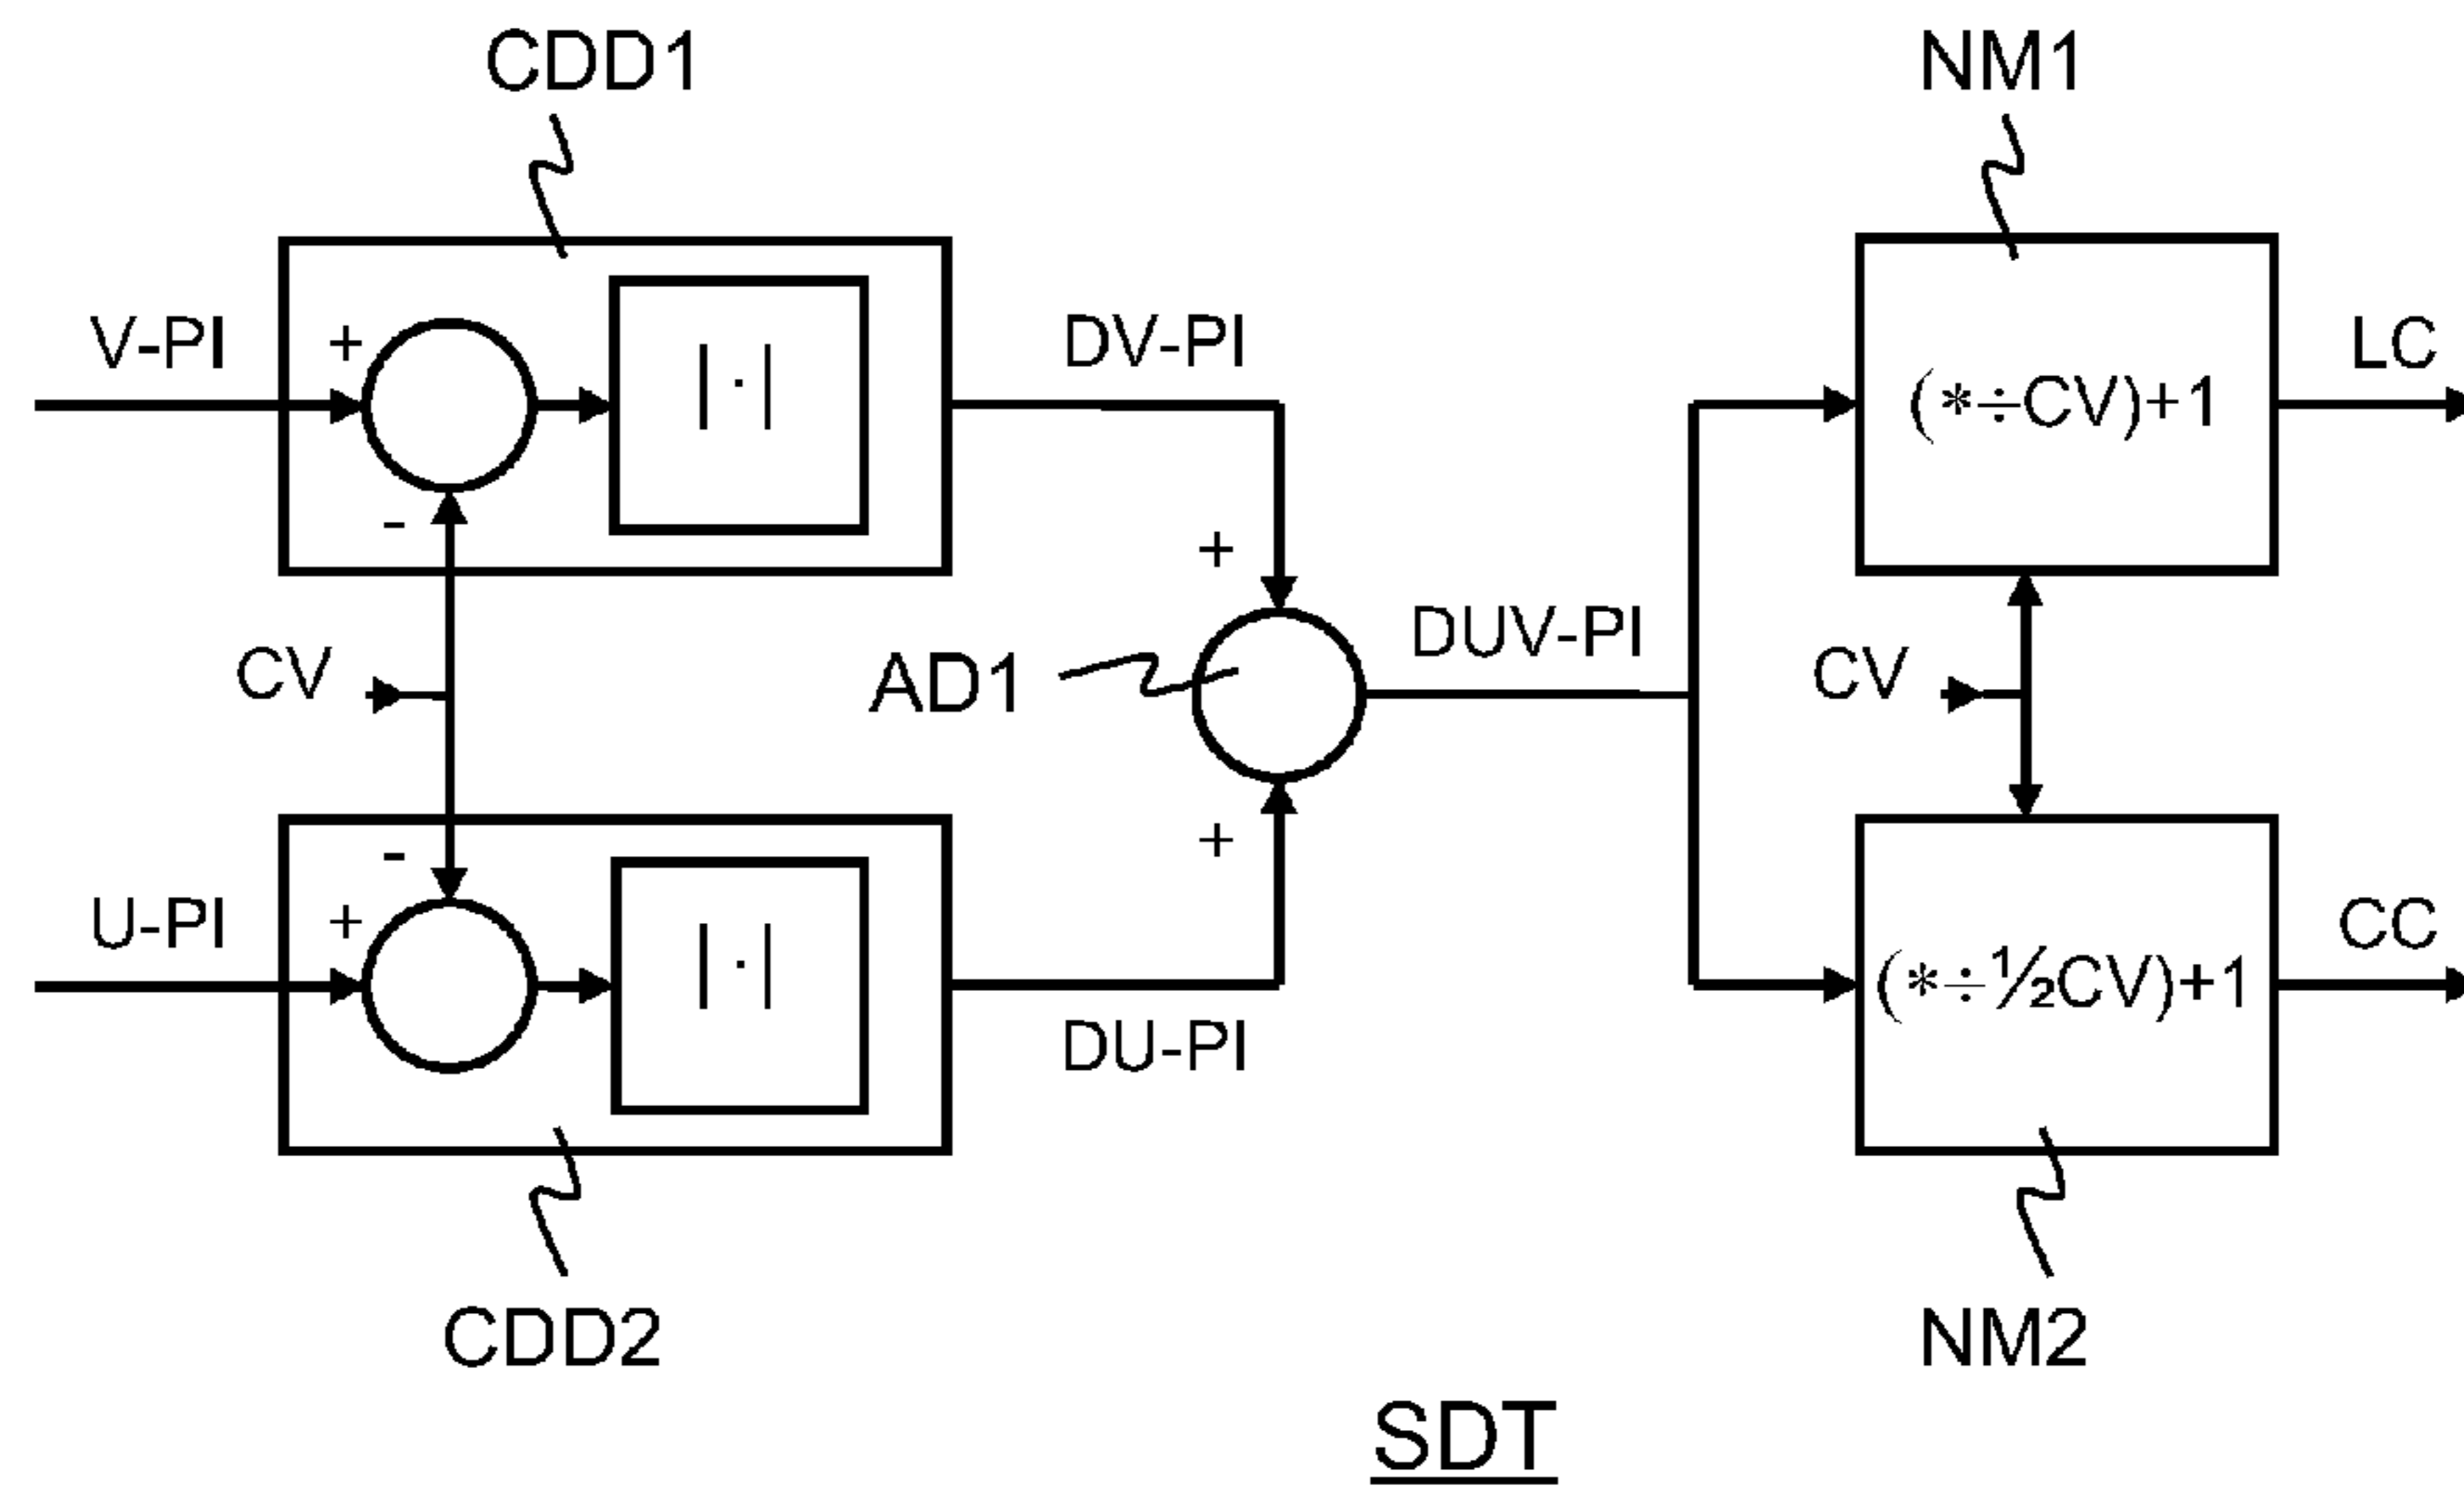 CDD1
NM1
V-PI
+
| · |
DV-PI
(*÷CV)+1
LC
-
+
CV
AD1
DUV-PI
CV
+
-
U-PI
+
| · |
DU-PI
(*÷½CV)+1
CC
CDD2
NM2
SDT